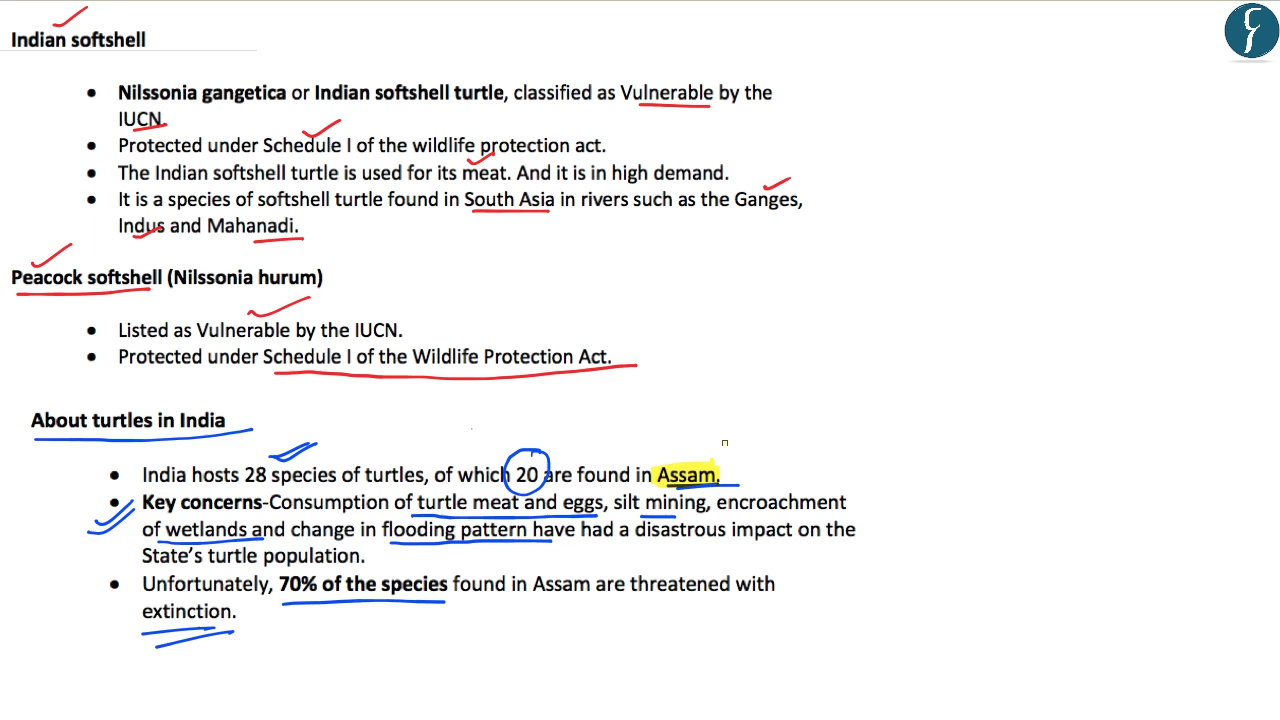 Indian softshell
• Nilssonia gangetica or Indian softshell turtle, classified as Vulnerable by the
IUCN.
• Protected under Schedule I of the wildlife protection act.
• The Indian softshell turtle is used for its meat. And it is in high demand.
• It is a species of softshell turtle found in South Asia in rivers such as the Ganges,
Indus and Mahanadi.
Peacock softshell (Nilssonia hurum)
• Listed as Vulnerable by the IUCN.
• Protected under Schedule I of the Wildlife Protection Act.
About turtles in India
• India hosts 28 species of turtles, of which 20 are found in Assam.
• Key concerns-Consumption of turtle meat and eggs, silt mining, encroachment
of wetlands and change in flooding pattern have had a disastrous impact on the
State's turtle population.
• Unfortunately, 70% of the species found in Assam are threatened with
extinction.